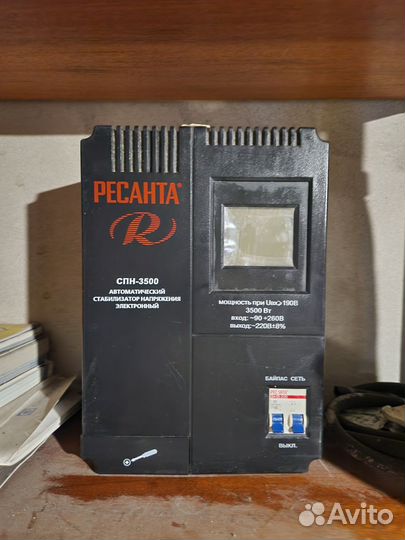 РЕСАНТА®
R
СПН-3500
АВТОМАТИЧЕСКИЙ
СТАБИЛИЗАТОР НАПРЯЖЕНИЯ
ЭЛЕКТРОННЫЙ
мощность при Uвх>190В
3500 Вт
вход: ~90÷260В
выход:~220В±8%
БАЙПАС СЕТЬ
РЕСАНТА
ВЫКЛ.
Avito